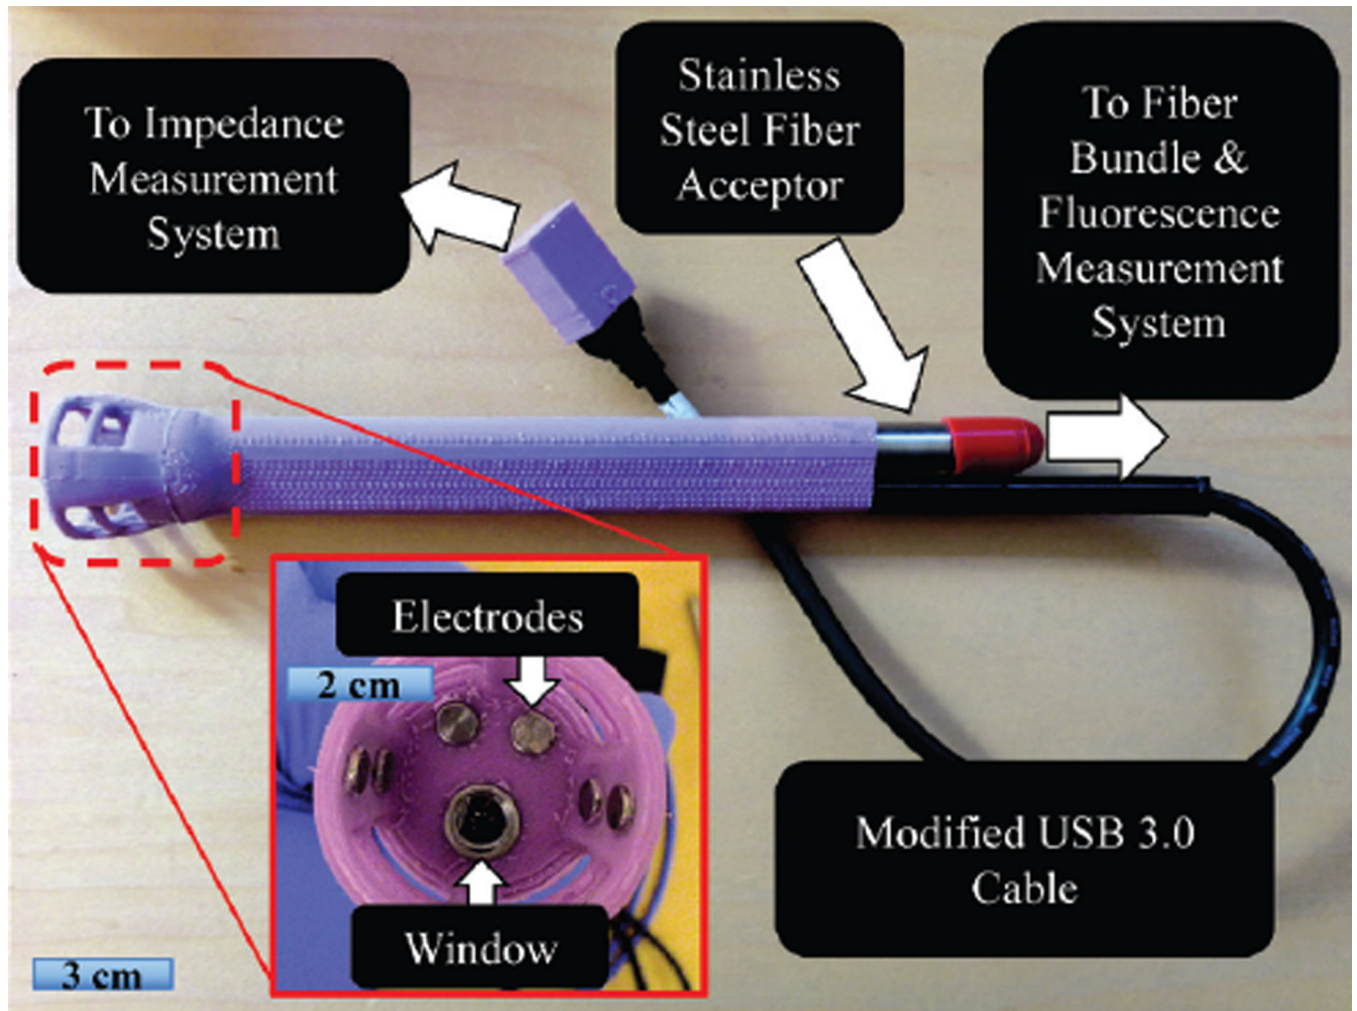 To Impedance
Measurement
System
Stainless
Steel Fiber
Acceptor
To Fiber
Bundle &
Fluorescence
Measurement
System
Electrodes
2 cm
Window
Modified USB 3.0
Cable
3 cm